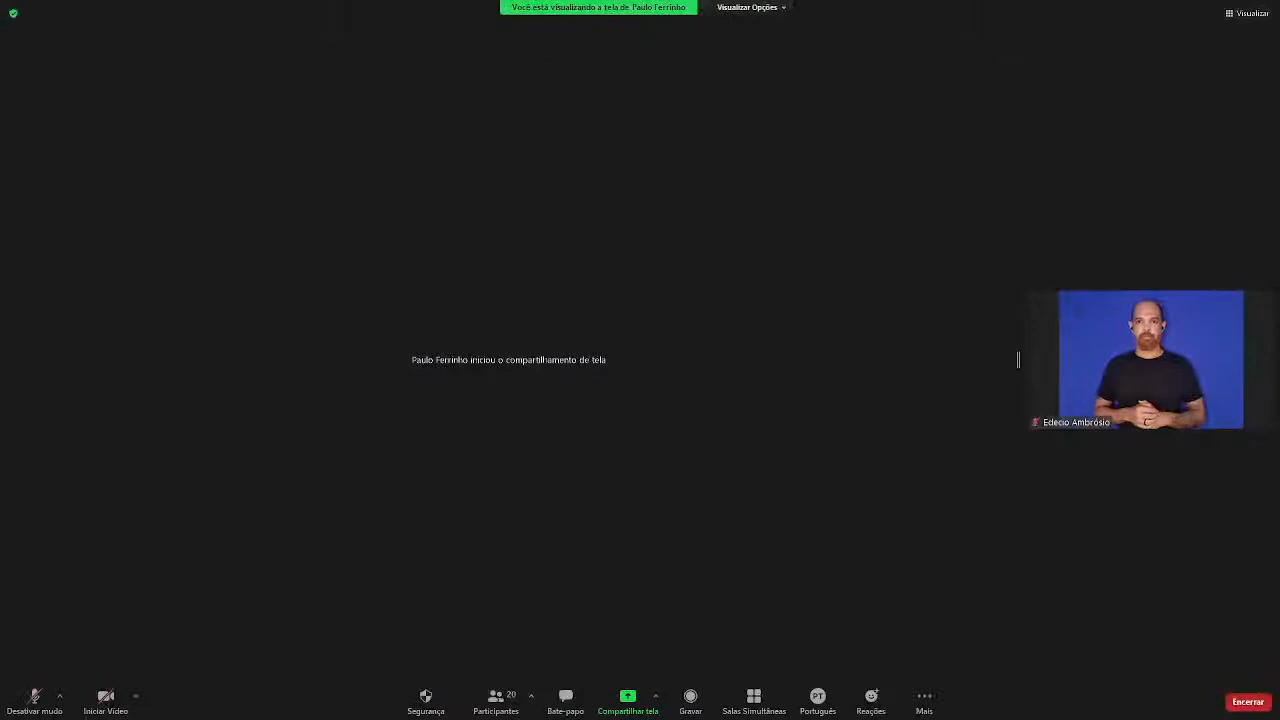 Você está visualizando a tela de Paulo Ferrinho
Visualizar Opções
Visualizar
Paulo Ferrinho iniciou o compartilhamento de tela
Edecio Ambrósio
20
Desativar mudo
Iniciar Vídeo
Segurança
Participantes
Bate-papo
Compartilhar tela
Gravar
Salas Simultâneas
PT
Português
Reações
Mais
Encerrar